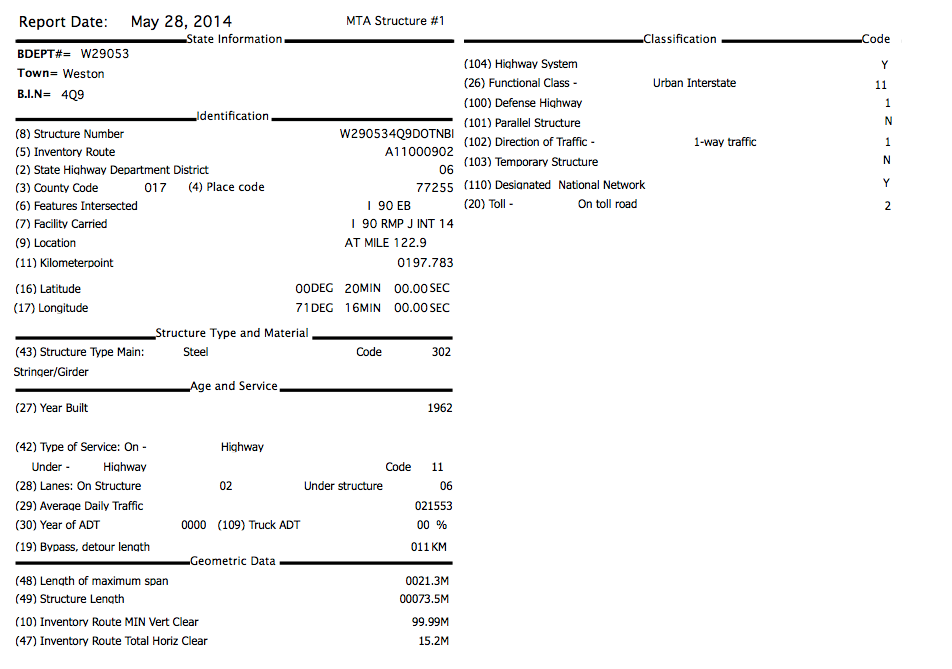 Report Date: May 28, 2014 MTA Structure #1
State Information
BDEPT#= W29053
Town= Weston
B.I.N= 4Q9
Identification
(8) Structure Number W290534Q9DOTNBI
(5) Inventory Route A11000902
(2) State Highway Department District 06
(3) County Code 017 (4) Place code 77255
(6) Features Intersected I 90 EB
(7) Facility Carried I 90 RMP J INT 14
(9) Location AT MILE 122.9
(11) Kilometerpoint 0197.783
(16) Latitude 00DEG 20MIN 00.00SEC
(17) Longitude 71DEG 16MIN 00.00SEC
Structure Type and Material
(43) Structure Type Main: Steel Code 302
Stringer/Girder
Age and Service
(27) Year Built 1962
(42) Type of Service: On - Highway
Under - Highway Code 11
(28) Lanes: On Structure 02 Under structure 06
(29) Average Daily Traffic 021553
(30) Year of ADT 0000 (109) Truck ADT 00 %
(19) Bypass, detour length 011KM
Geometric Data
(48) Length of maximum span 0021.3M
(49) Structure Length 00073.5M
(10) Inventory Route MIN Vert Clear 99.99M
(47) Inventory Route Total Horiz Clear 15.2M
Classification Code
(104) Highway System Y
(26) Functional Class - Urban Interstate 11
(100) Defense Highway 1
(101) Parallel Structure N
(102) Direction of Traffic - 1-way traffic 1
(103) Temporary Structure N
(110) Designated National Network Y
(20) Toll - On toll road 2